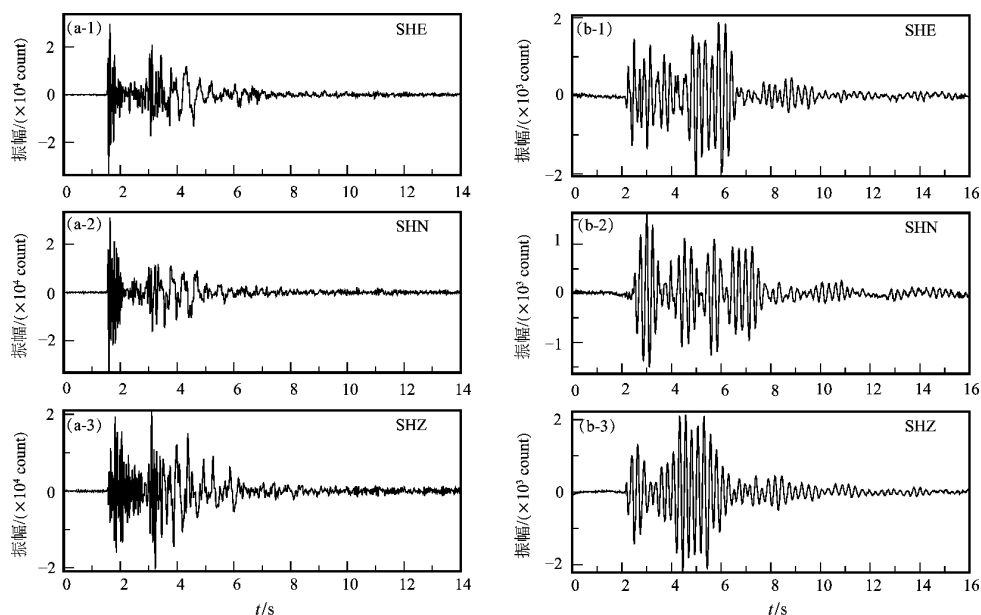 (a-1) SHE
振幅/(×10⁴ count)
2
0
−2
0 2 4 6 8 10 12 14
(b-1) SHE
振幅/(×10³ count)
2
1
0
−2
0 2 4 6 8 10 12 14 16
(a-2) SHN
振幅/(×10⁴ count)
2
0
−2
0 2 4 6 8 10 12 14
(b-2) SHN
振幅/(×10³ count)
1
0
−1
0 2 4 6 8 10 12 14 16
(a-3) SHZ
振幅/(×10⁴ count)
2
0
−2
0 2 4 6 8 10 12 14
t/s
(b-3) SHZ
振幅/(×10³ count)
2
0
−2
0 2 4 6 8 10 12 14 16
t/s